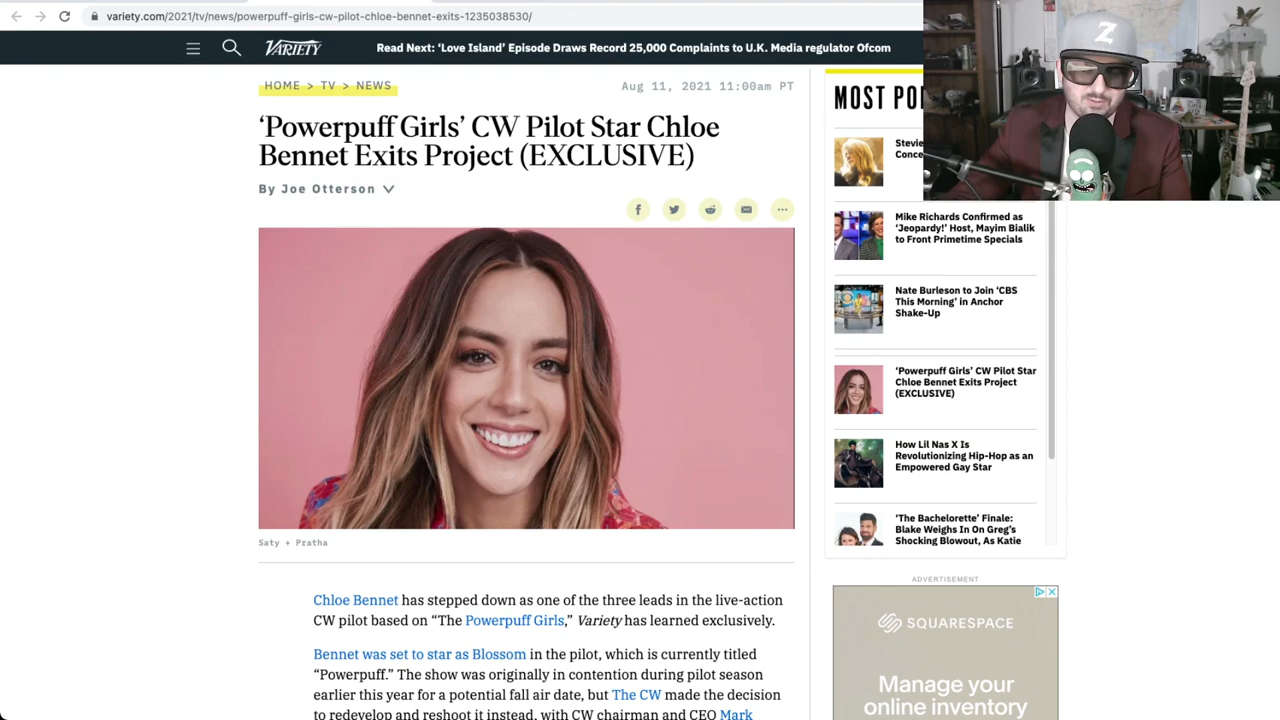 variety.com/2021/tv/news/powerpuff-girls-cw-pilot-chloe-bennet-exits-1235038530/
VARIETY
Read Next: ‘Love Island’ Episode Draws Record 25,000 Complaints to U.K. Media regulator Ofcom
HOME > TV > NEWS
Aug 11, 2021 11:00am PT
‘Powerpuff Girls’ CW Pilot Star Chloe
Bennet Exits Project (EXCLUSIVE)
By Joe Otterson
Saty + Pratha
Chloe Bennet has stepped down as one of the three leads in the live-action
CW pilot based on “The Powerpuff Girls,” Variety has learned exclusively.
Bennet was set to star as Blossom in the pilot, which is currently titled
“Powerpuff.” The show was originally in contention during pilot season
earlier this year for a potential fall air date, but The CW made the decision
to redevelop and reshoot it instead, with CW chairman and CEO Mark
MOST POP
Stevie
Conce
Mike Richards Confirmed as
‘Jeopardy!’ Host, Mayim Bialik
to Front Primetime Specials
Nate Burleson to Join ‘CBS
This Morning’ in Anchor
Shake-Up
‘Powerpuff Girls’ CW Pilot Star
Chloe Bennet Exits Project
(EXCLUSIVE)
How Lil Nas X Is
Revolutionizing Hip-Hop as an
Empowered Gay Star
‘The Bachelorette’ Finale:
Blake Weighs In On Greg’s
Shocking Blowout, As Katie
ADVERTISEMENT
SQUARESPACE
Manage your
online inventory
Z